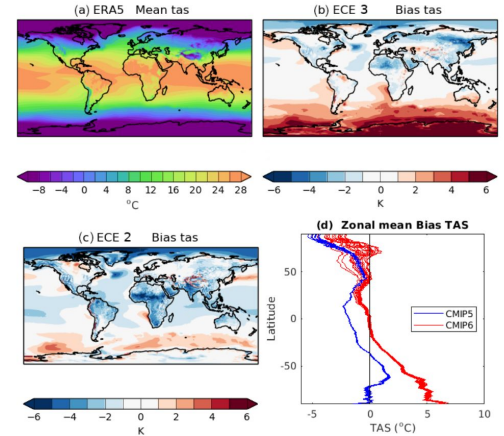 (a) ERA5 Mean tas
(b) ECE 3 Bias tas
-8 -4 0 4 8 12 16 20 24 28
°C
-6 -4 -2 0 2 4 6
K
(c) ECE 2 Bias tas
(d) Zonal mean Bias TAS
-6 -4 -2 0 2 4 6
K
Latitude
50
0
-50
CMIP5
CMIP6
-5 0 5 10
TAS (°C)